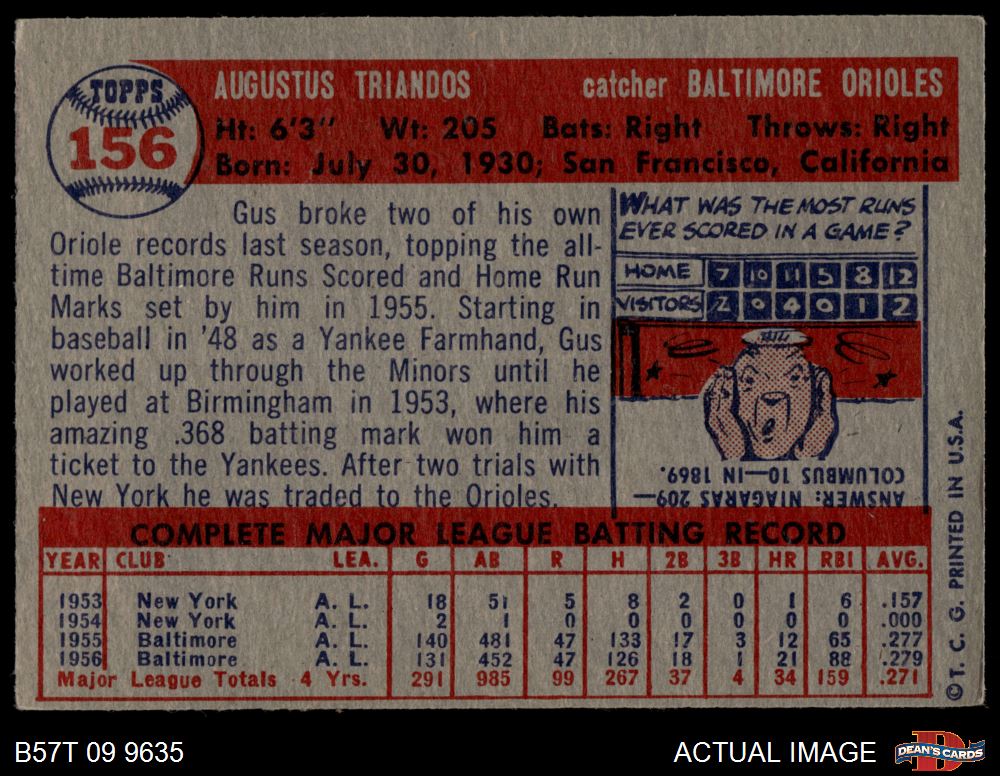 TOPPS
156
AUGUSTUS TRIANDOS catcher BALTIMORE ORIOLES
Ht: 6'3" Wt: 205 Bats: Right Throws: Right
Born: July 30, 1930; San Francisco, California
Gus broke two of his own
Oriole records last season, topping the all-
time Baltimore Runs Scored and Home Run
Marks set by him in 1955. Starting in
baseball in '48 as a Yankee Farmhand, Gus
worked up through the Minors until he
played at Birmingham in 1953, where his
amazing .368 batting mark won him a
ticket to the Yankees. After two trials with
New York he was traded to the Orioles.
WHAT WAS THE MOST RUNS
EVER SCORED IN A GAME?
HOME 7 10 11 5 8 12
VISITORS 2 0 4 0 1 2
ANSWER: NIAGARAS 209—
COLUMBUS 10—IN 1869.
COMPLETE MAJOR LEAGUE BATTING RECORD
YEAR CLUB LEA. G AB R H 2B 3B HR RBI AVG.
1953 New York A. L. 18 51 5 8 2 0 1 6 .157
1954 New York A. L. 2 1 0 0 0 0 0 0 .000
1955 Baltimore A. L. 140 481 47 133 17 3 12 65 .277
1956 Baltimore A. L. 131 452 47 126 18 1 21 88 .279
Major League Totals 4 Yrs. 291 985 99 267 37 4 34 159 .271
© T. C. G. PRINTED IN U.S.A.
B57T 09 9635
ACTUAL IMAGE
DEAN'S CARDS